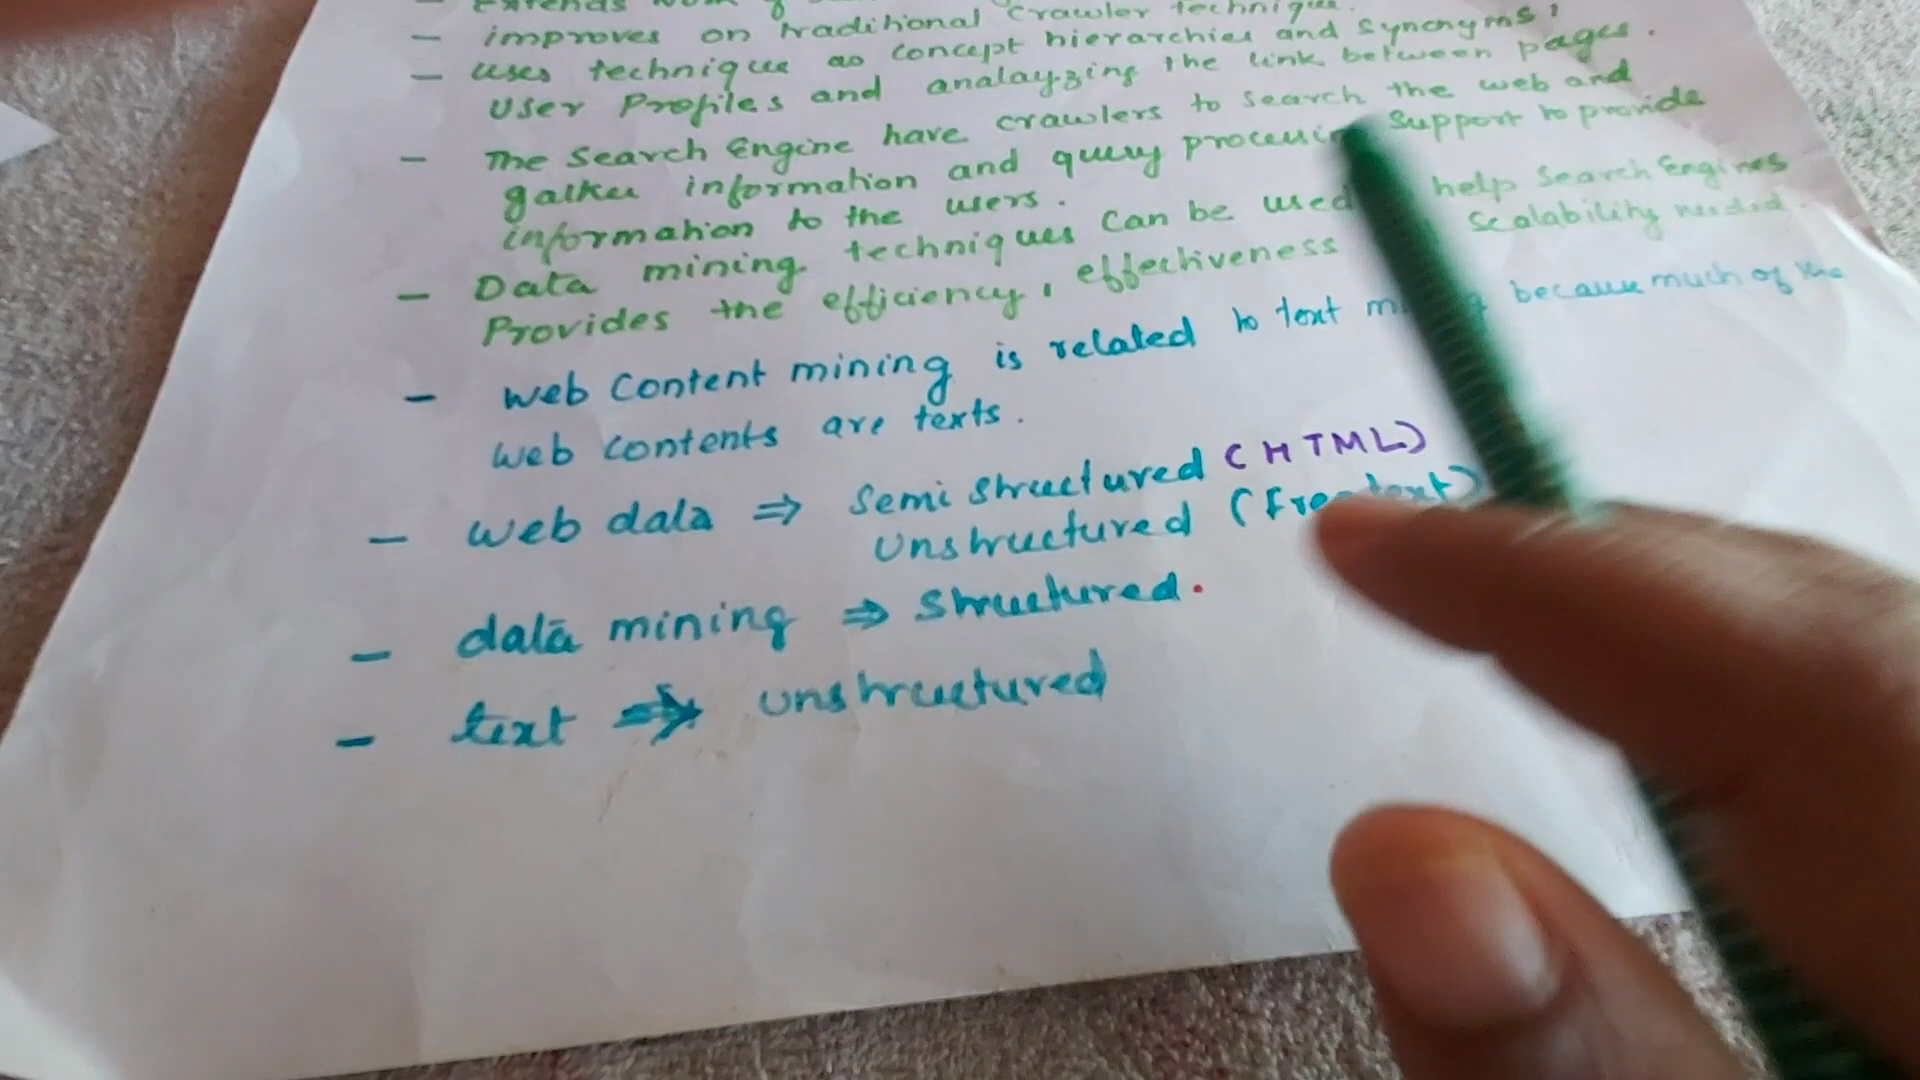 - Extends
- improves on traditional crawler technique.
- uses technique as concept hierarchies and synonyms,
User Profiles and analayzing the link between pages.
- The Search Engine have crawlers to search the web and
gather information and query processing support to provide
information to the users.
- Data mining techniques can be used help Search Engines
Provides the efficiency, effectiveness scalability needed
- web content mining is related to text because much of the
web contents are texts.
- web data ⇒ Semi structured (HTML)
Unstructured (Free text)
- data mining ⇒ Structured.
- text ⇒ unstructured